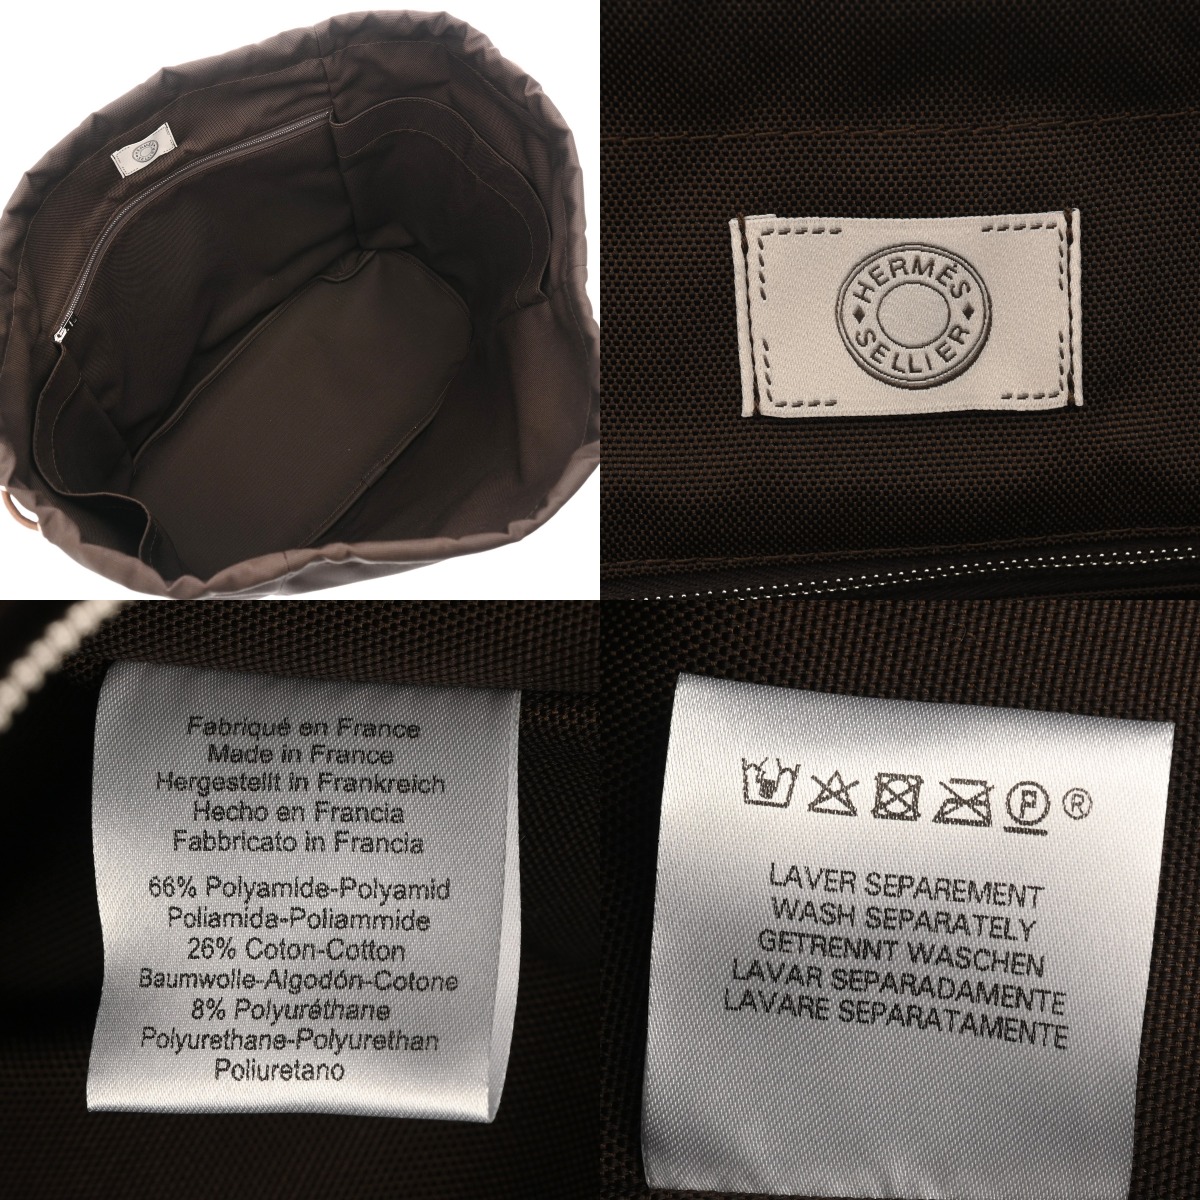 HERMÈS
SELLIER
Fabriqué en France
Made in France
Hergestellt in Frankreich
Hecho en Francia
Fabbricato in Francia
66% Polyamide-Polyamid
Poliamida-Poliammide
26% Coton-Cotton
Baumwolle-Algodón-Cotone
8% Polyuréthane
Polyurethane-Polyurethan
Poliuretano
P ®
LAVER SEPAREMENT
WASH SEPARATELY
GETRENNT WASCHEN
LAVAR SEPARADAMENTE
LAVARE SEPARATAMENTE